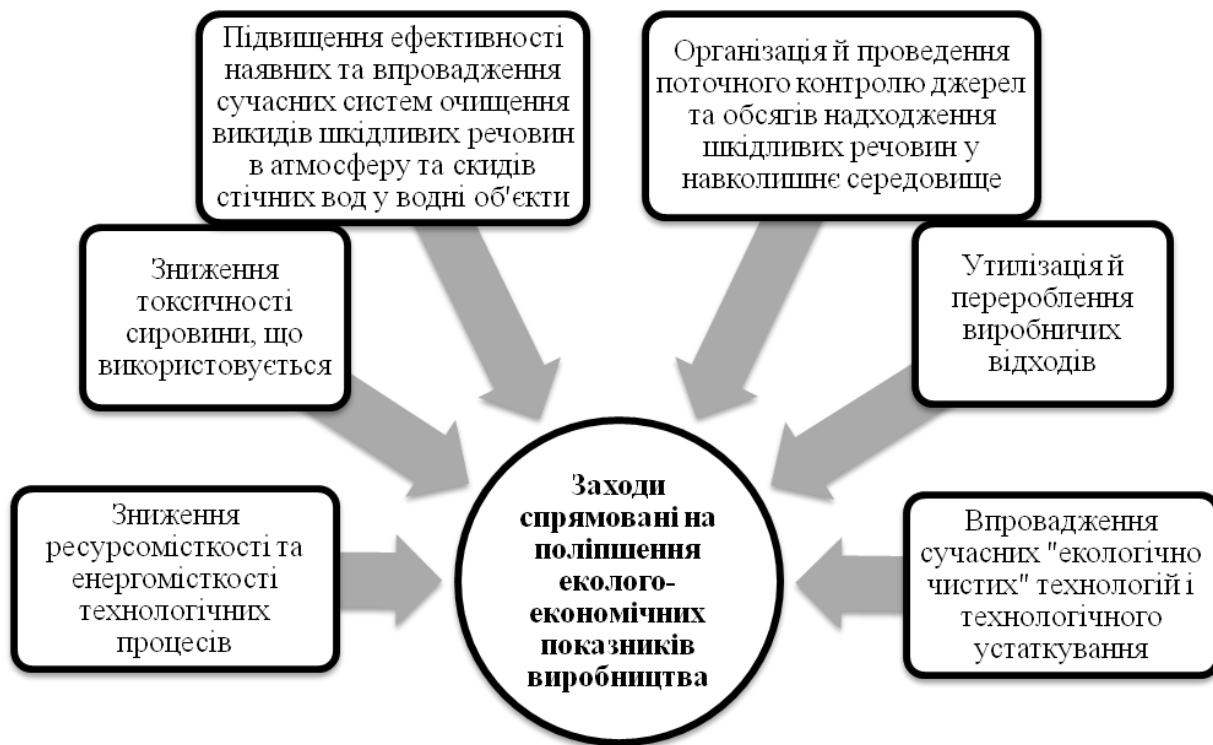 Підвищення ефективності
наявних та впровадження
сучасних систем очищення
викидів шкідливих речовин
в атмосферу та скидів
стічних вод у водні об'єкти
Організація й проведення
поточного контролю джерел
та обсягів надходження
шкідливих речовин у
навколишнє середовище
Зниження
токсичності
сировини, що
використовується
Утилізація й
перероблення
виробничих
відходів
Зниження
ресурсомісткості та
енергомісткості
технологічних
процесів
Заходи
спрямовані на
поліпшення
еколого-
економічних
показників
виробництва
Впровадження
сучасних "екологічно
чистих" технологій і
технологічного
устаткування